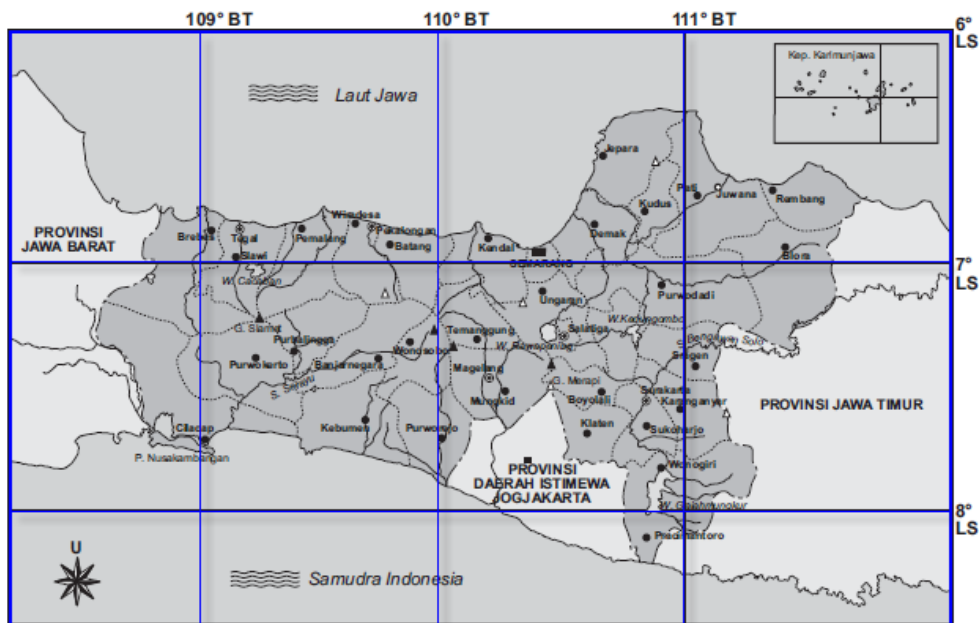 109° BT
110° BT
111° BT
6°
LS
Kep. Karimunjawa
Laut Jawa
Jepara
Pati
Juwana
Rembang
Kudus
Wiradesa
Pekalongan
Demak
PROVINSI
JAWA BARAT
Brebes
Tegal
Pemalang
Batang
Kendal
Slawi
SEMARANG
Blora
7°
LS
W. Cacaban
Ungaran
Purwodadi
G. Slamet
Temanggung
Salatiga
W. Kedungombo
Purbalingga
Wonosobo
W. Rawapening
S. Bengawan Solo
Purwokerto
Banjarnegara
Magelang
Sragen
S. Serayu
G. Merapi
Mungkid
Boyolali
Surakarta
Karanganyar
PROVINSI JAWA TIMUR
Cilacap
Kebumen
Purworejo
Klaten
Sukoharjo
P. Nusakambangan
PROVINSI
DAERAH ISTIMEWA
JOGJAKARTA
Wonogiri
W. Gajahmungkur
8°
LS
Precimantoro
U
Samudra Indonesia